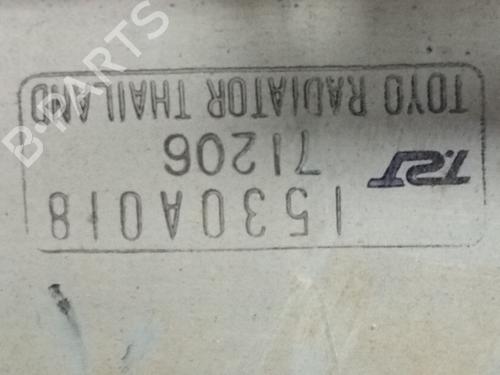 1530A018
TRT 71206
TOYO RADIATOR THAILAND
B-PARTS